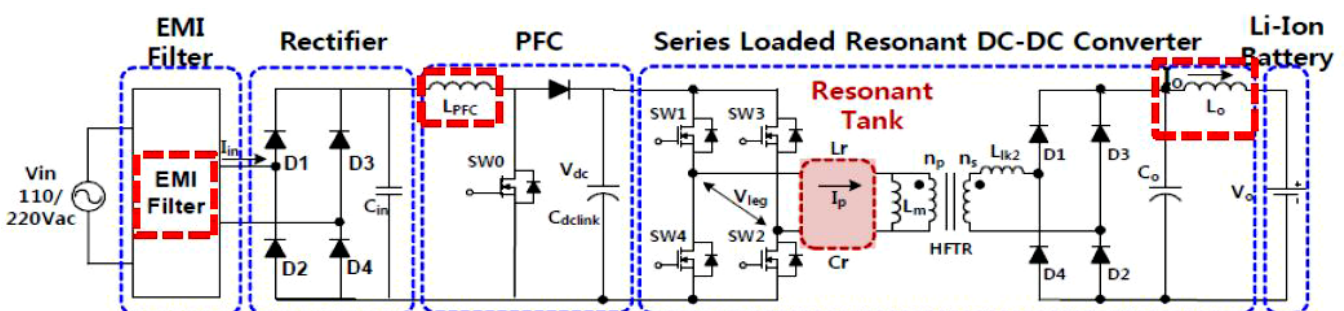 EMI
Filter
Rectifier
PFC
Series Loaded Resonant DC-DC Converter
Li-Ion
Battery
Vin
110/
220Vac
EMI
Filter
Iin
D1
D3
D2
D4
Cin
LPFC
SW0
Vdc
Cdclink
SW1
SW3
SW4
SW2
Vleg
Resonant
Tank
Lr
Ip
Cr
Lm
np
ns
HFTR
Llk2
D1
D3
D4
D2
Co
Lo
Vo